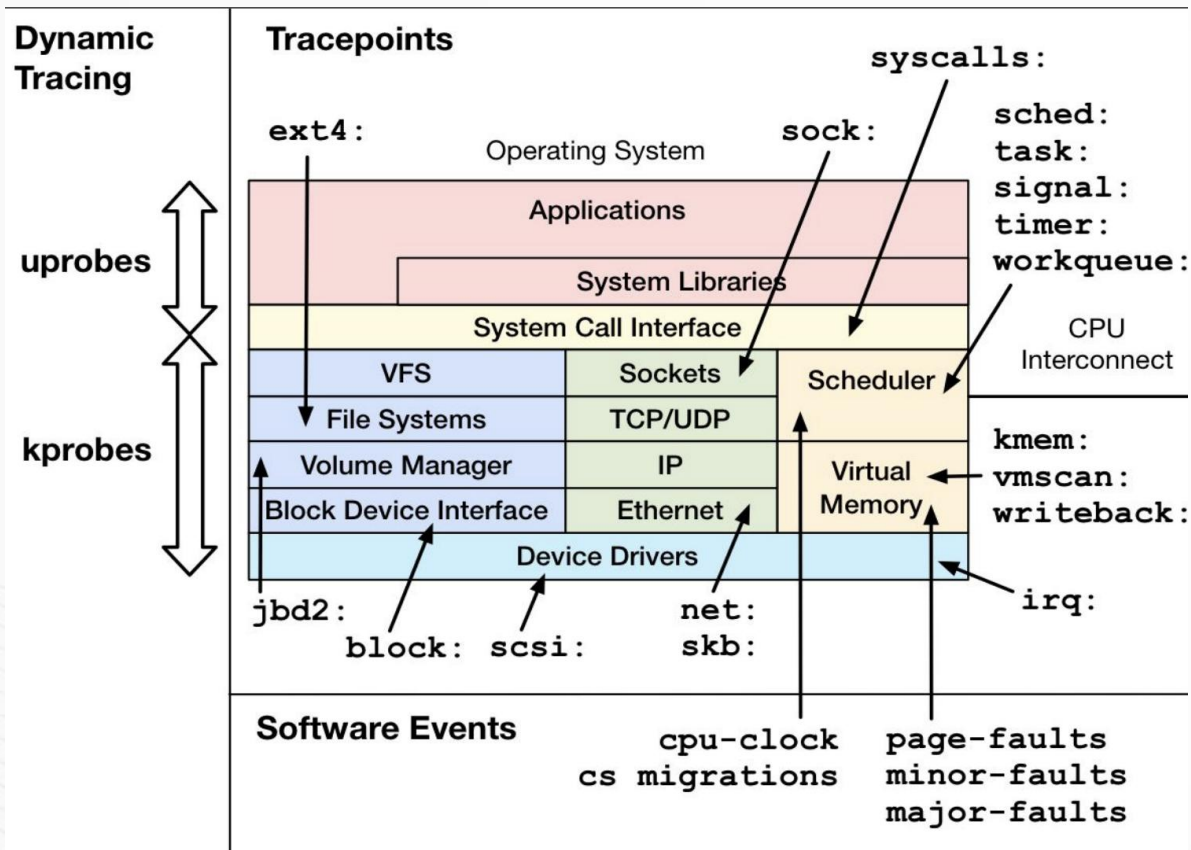 Dynamic
Tracing
uprobes
kprobes
Tracepoints
syscalls:
ext4:
Operating System
sock:
sched:
task:
signal:
timer:
workqueue:
Applications
System Libraries
System Call Interface
CPU
Interconnect
VFS
Sockets
Scheduler
File Systems
TCP/UDP
Volume Manager
IP
Virtual
Memory
kmem:
vmscan:
writeback:
Block Device Interface
Ethernet
Device Drivers
jbd2:
block:
scsi:
net:
skb:
irq:
Software Events
cpu-clock
cs migrations
page-faults
minor-faults
major-faults